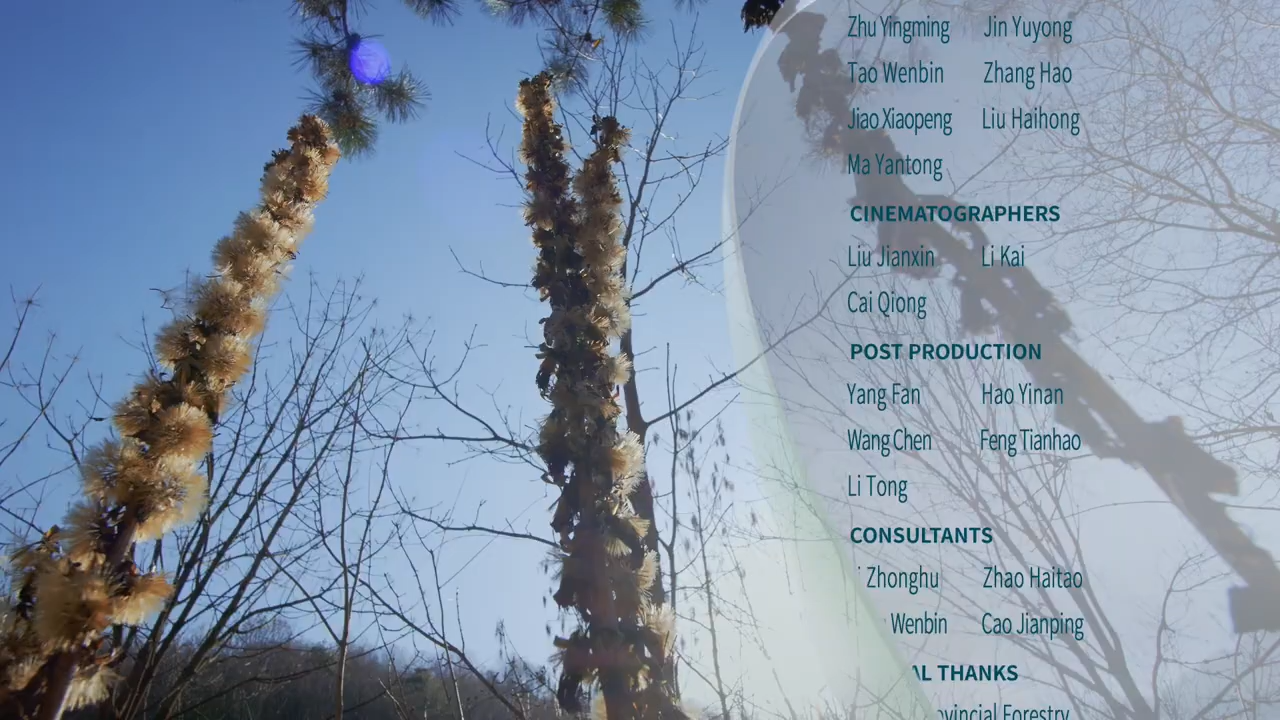 Zhu Yingming Jin Yuyong
Tao Wenbin Zhang Hao
Jiao Xiaopeng Liu Haihong
Ma Yantong
CINEMATOGRAPHERS
Liu Jianxin Li Kai
Cai Qiong
POST PRODUCTION
Yang Fan Hao Yinan
Wang Chen Feng Tianhao
Li Tong
CONSULTANTS
Zhonghu Zhao Haitao
Wenbin Cao Jianping
THANKS
Forestry